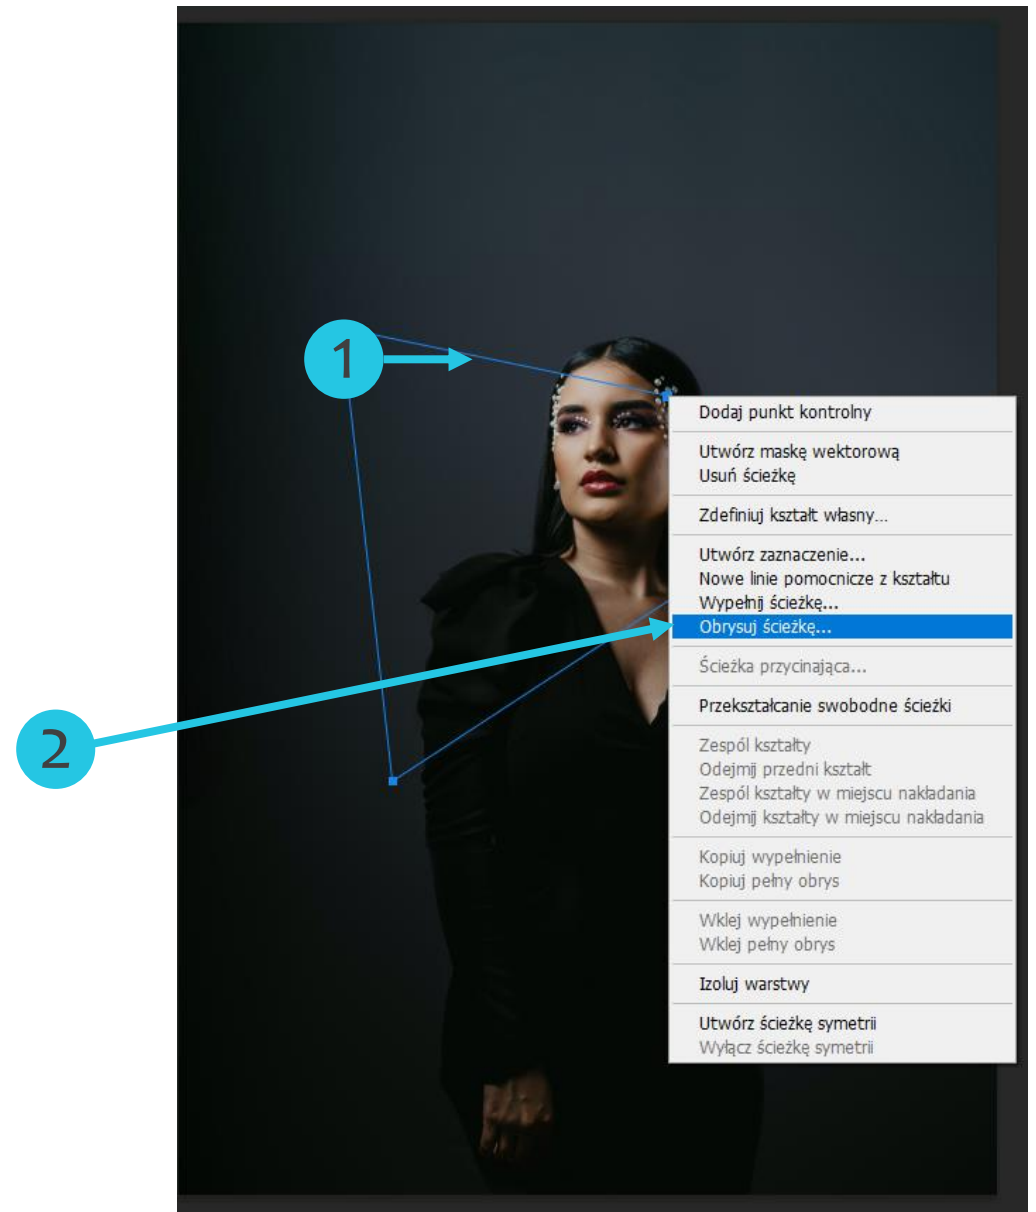 1
Dodaj punkt kontrolny
Utwórz maskę wektorową
Usuń ścieżkę
Zdefiniuj kształt własny...
Utwórz zaznaczenie...
Nowe linie pomocnicze z kształtu
Wypełnij ścieżkę...
Obrysuj ścieżkę...
Ścieżka przycinająca...
Przekształcanie swobodne ścieżki
2
Zespól kształty
Odejmij przedni kształt
Zespól kształty w miejscu nakładania
Odejmij kształty w miejscu nakładania
Kopiuj wypełnienie
Kopiuj pełny obrys
Wklej wypełnienie
Wklej pełny obrys
Izoluj warstwy
Utwórz ścieżkę symetrii
Wyłącz ścieżkę symetrii